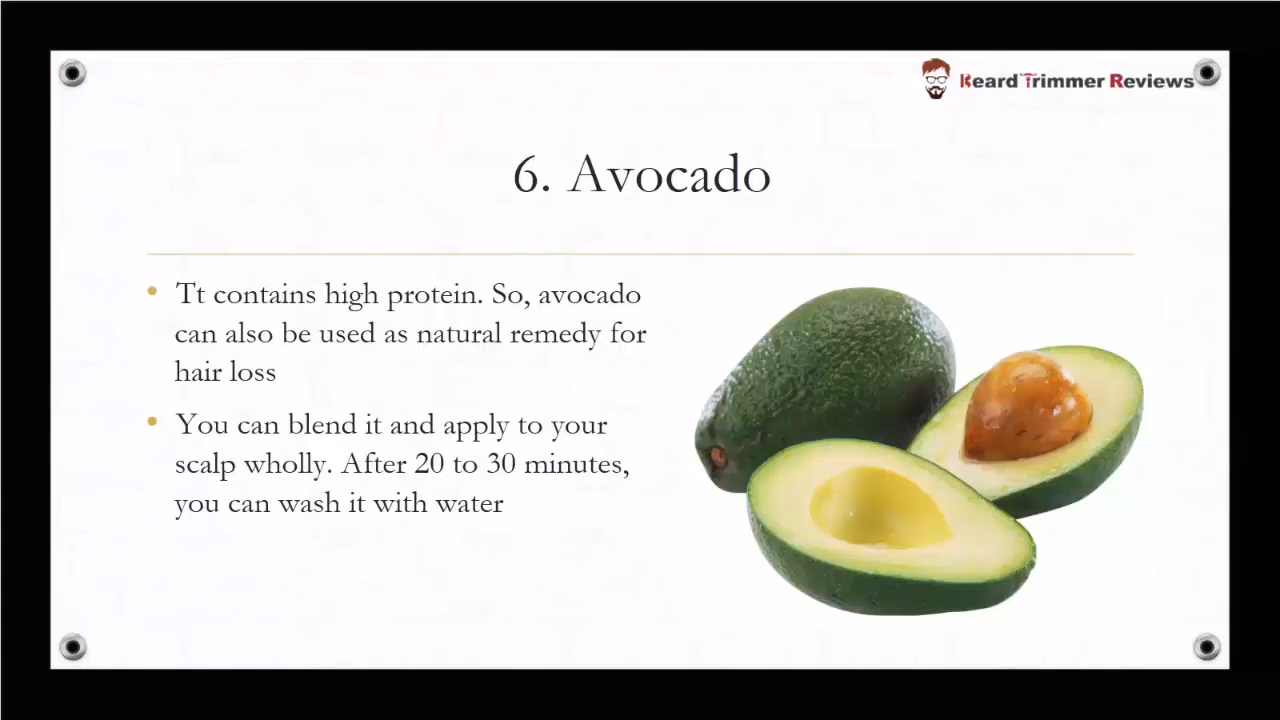 Keard Trimmer Reviews
6. Avocado
• Tt contains high protein. So, avocado
can also be used as natural remedy for
hair loss
• You can blend it and apply to your
scalp wholly. After 20 to 30 minutes,
you can wash it with water